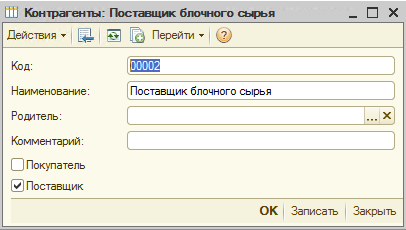 Контрагенты: Поставщик блочного сырья
Действия Перейти
Код: 00002
Наименование: Поставщик блочного сырья
Родитель: ...
Комментарий:
Покупатель
Поставщик
OK Записать Закрыть